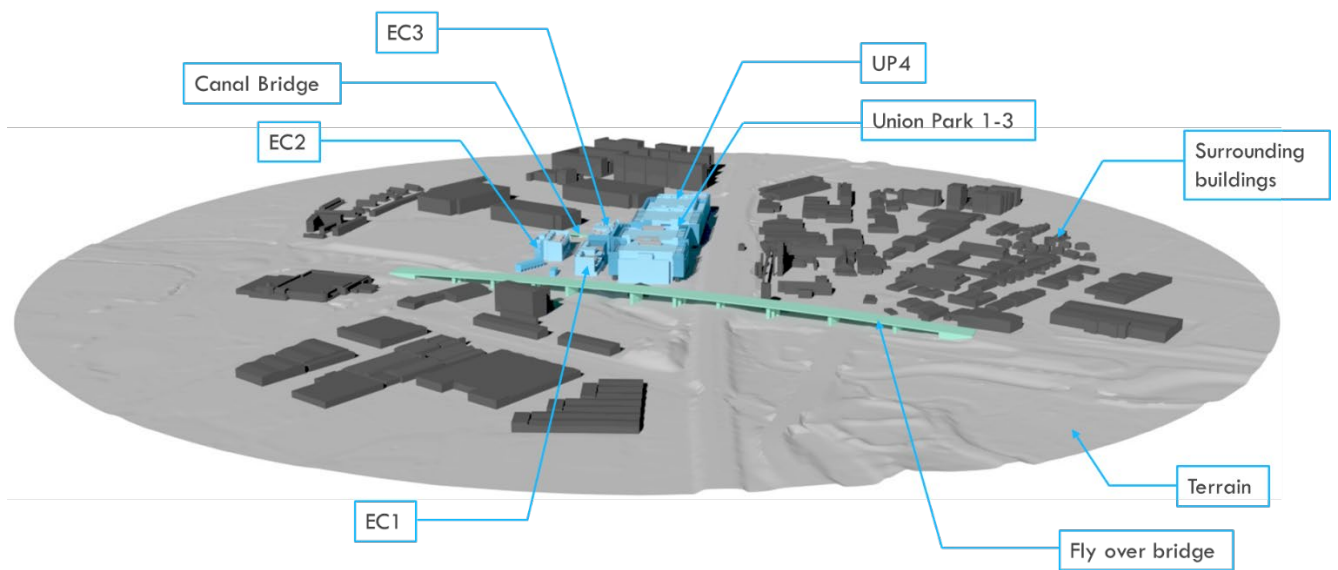 EC3
UP4
Canal Bridge
Union Park 1-3
EC2
Surrounding
buildings
Terrain
EC1
Fly over bridge